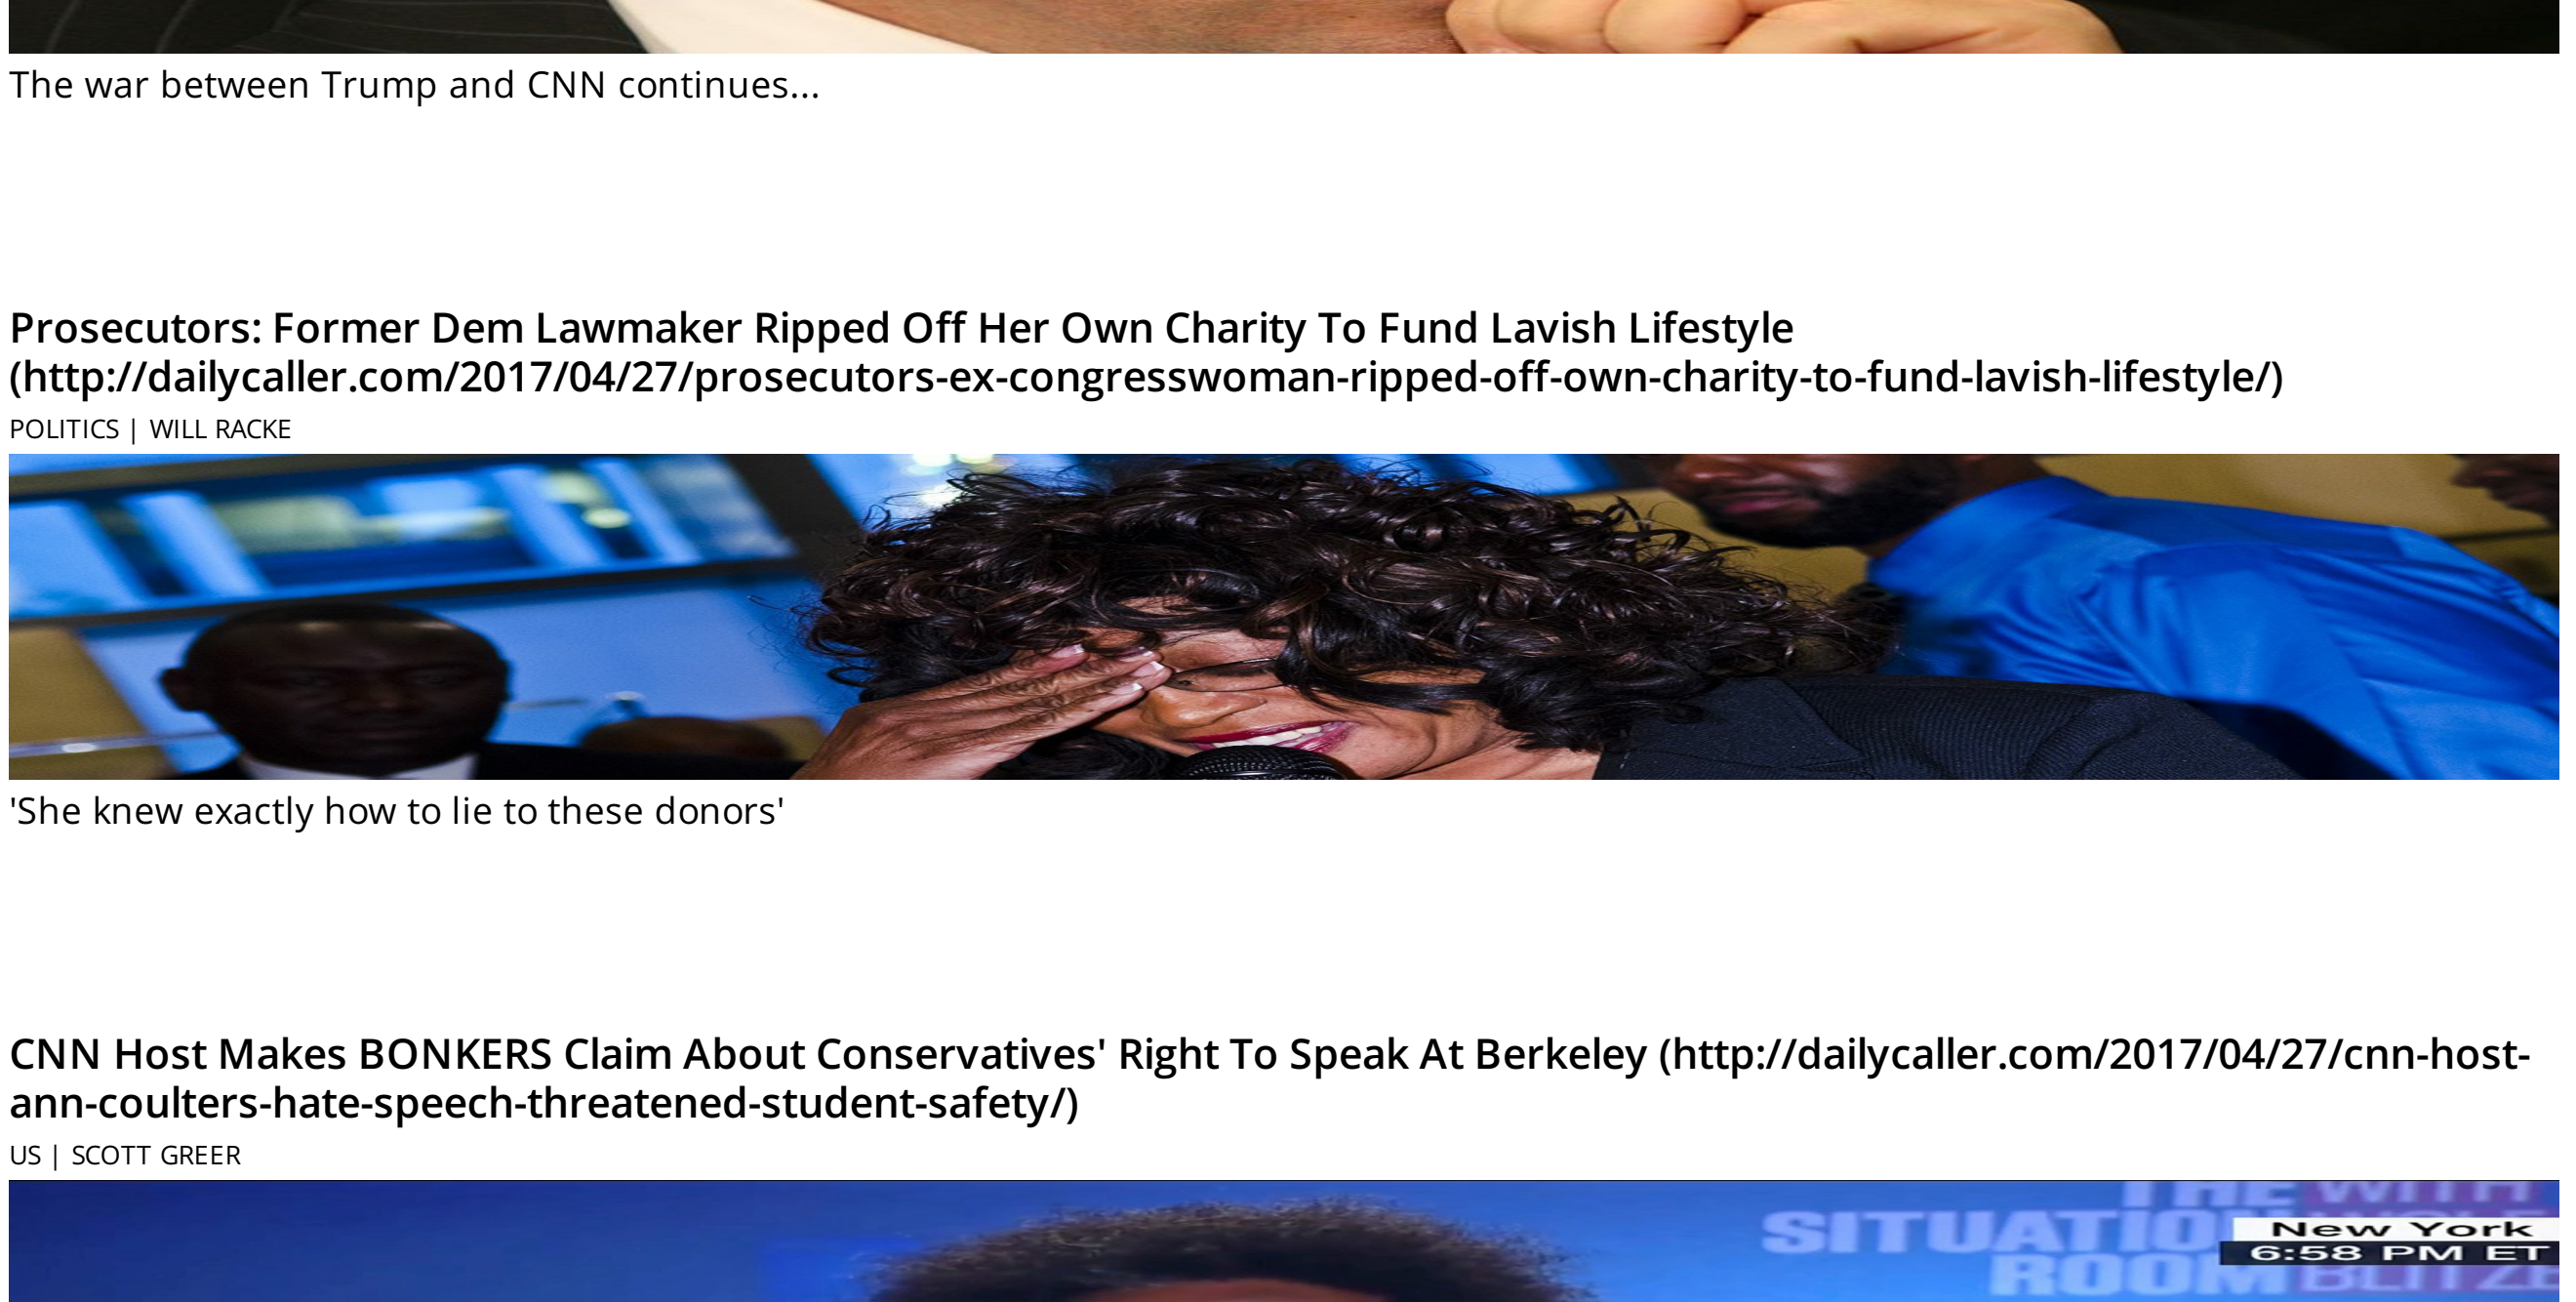 The war between Trump and CNN continues...
Prosecutors: Former Dem Lawmaker Ripped Off Her Own Charity To Fund Lavish Lifestyle
(http://dailycaller.com/2017/04/27/prosecutors-ex-congresswoman-ripped-off-own-charity-to-fund-lavish-lifestyle/)
POLITICS | WILL RACKE
'She knew exactly how to lie to these donors'
CNN Host Makes BONKERS Claim About Conservatives' Right To Speak At Berkeley (http://dailycaller.com/2017/04/27/cnn-host-
ann-coulters-hate-speech-threatened-student-safety/)
US | SCOTT GREER
THE WITH
SITUATION
New York
6:58 PM ET
ROOM